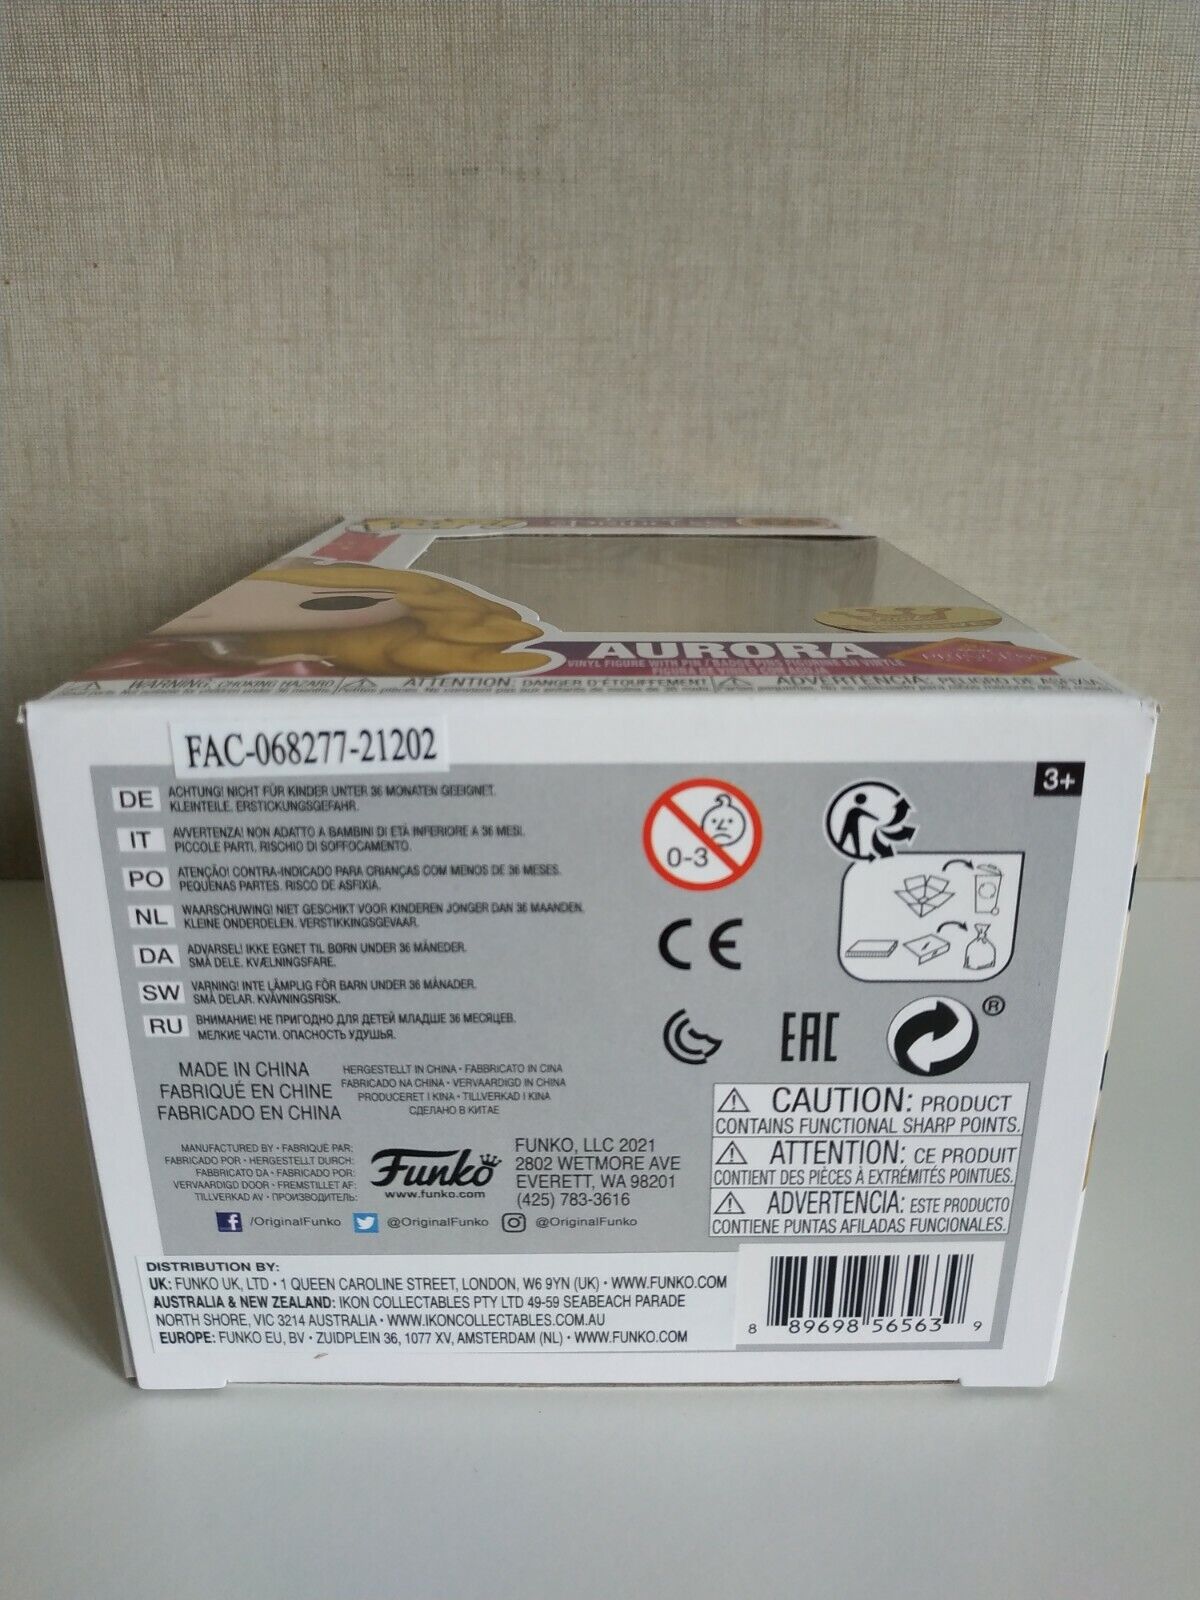 AURORA
VINYL FIGURE WITH PIN / BADGE PINS FIGURINE EN VINYLE
FIGURA DE VINILO
PRINCESS
WARNING: CHOKING HAZARD
ATTENTION: DANGER D'ÉTOUFFEMENT
ADVERTENCIA: PELIGRO DE ASFIXIA
FAC-068277-21202
3+
DE ACHTUNG! NICHT FÜR KINDER UNTER 36 MONATEN GEEIGNET.
KLEINTEILE. ERSTICKUNGSGEFAHR.
IT AVVERTENZA! NON ADATTO A BAMBINI DI ETÀ INFERIORE A 36 MESI.
PICCOLE PARTI. RISCHIO DI SOFFOCAMENTO.
PO ATENÇÃO! CONTRA-INDICADO PARA CRIANÇAS COM MENOS DE 36 MESES.
PEQUENAS PARTES. RISCO DE ASFIXIA.
NL WAARSCHUWING! NIET GESCHIKT VOOR KINDEREN JONGER DAN 36 MAANDEN.
KLEINE ONDERDELEN. VERSTIKKINGSGEVAAR.
DA ADVARSEL! IKKE EGNET TIL BØRN UNDER 36 MÅNEDER.
SMÅ DELE. KVÆLNINGSFARE.
SW VARNING! INTE LÄMPLIG FÖR BARN UNDER 36 MÅNADER.
SMÅ DELAR. KVÄVNINGSRISK.
RU ВНИМАНИЕ! НЕ ПРИГОДНО ДЛЯ ДЕТЕЙ МЛАДШЕ 36 МЕСЯЦЕВ.
МЕЛКИЕ ЧАСТИ. ОПАСНОСТЬ УДУШЬЯ.
0-3
CE
EAC
®
MADE IN CHINA
FABRIQUÉ EN CHINE
FABRICADO EN CHINA
HERGESTELLT IN CHINA • FABBRICATO IN CINA
FABRICADO NA CHINA • VERVAARDIGD IN CHINA
PRODUCERET I KINA • TILLVERKAD I KINA
СДЕЛАНО В КИТАЕ
MANUFACTURED BY • FABRIQUÉ PAR:
FABRICADO POR • HERGESTELLT DURCH:
FABBRICATO DA • FABRICADO POR:
VERVAARDIGD DOOR • FREMSTILLET AF:
TILLVERKAD AV • ПРОИЗВОДИТЕЛЬ:
Funko
www.funko.com
FUNKO, LLC 2021
2802 WETMORE AVE
EVERETT, WA 98201
(425) 783-3616
/OriginalFunko @OriginalFunko @OriginalFunko
CAUTION: PRODUCT
CONTAINS FUNCTIONAL SHARP POINTS.
ATTENTION: CE PRODUIT
CONTIENT DES PIÈCES À EXTRÉMITÉS POINTUES.
ADVERTENCIA: ESTE PRODUCTO
CONTIENE PUNTAS AFILADAS FUNCIONALES.
DISTRIBUTION BY:
UK: FUNKO UK, LTD • 1 QUEEN CAROLINE STREET, LONDON, W6 9YN (UK) • WWW.FUNKO.COM
AUSTRALIA & NEW ZEALAND: IKON COLLECTABLES PTY LTD 49-59 SEABEACH PARADE
NORTH SHORE, VIC 3214 AUSTRALIA • WWW.IKONCOLLECTABLES.COM.AU
EUROPE: FUNKO EU, BV • ZUIDPLEIN 36, 1077 XV, AMSTERDAM (NL) • WWW.FUNKO.COM
8 89698 56563 9